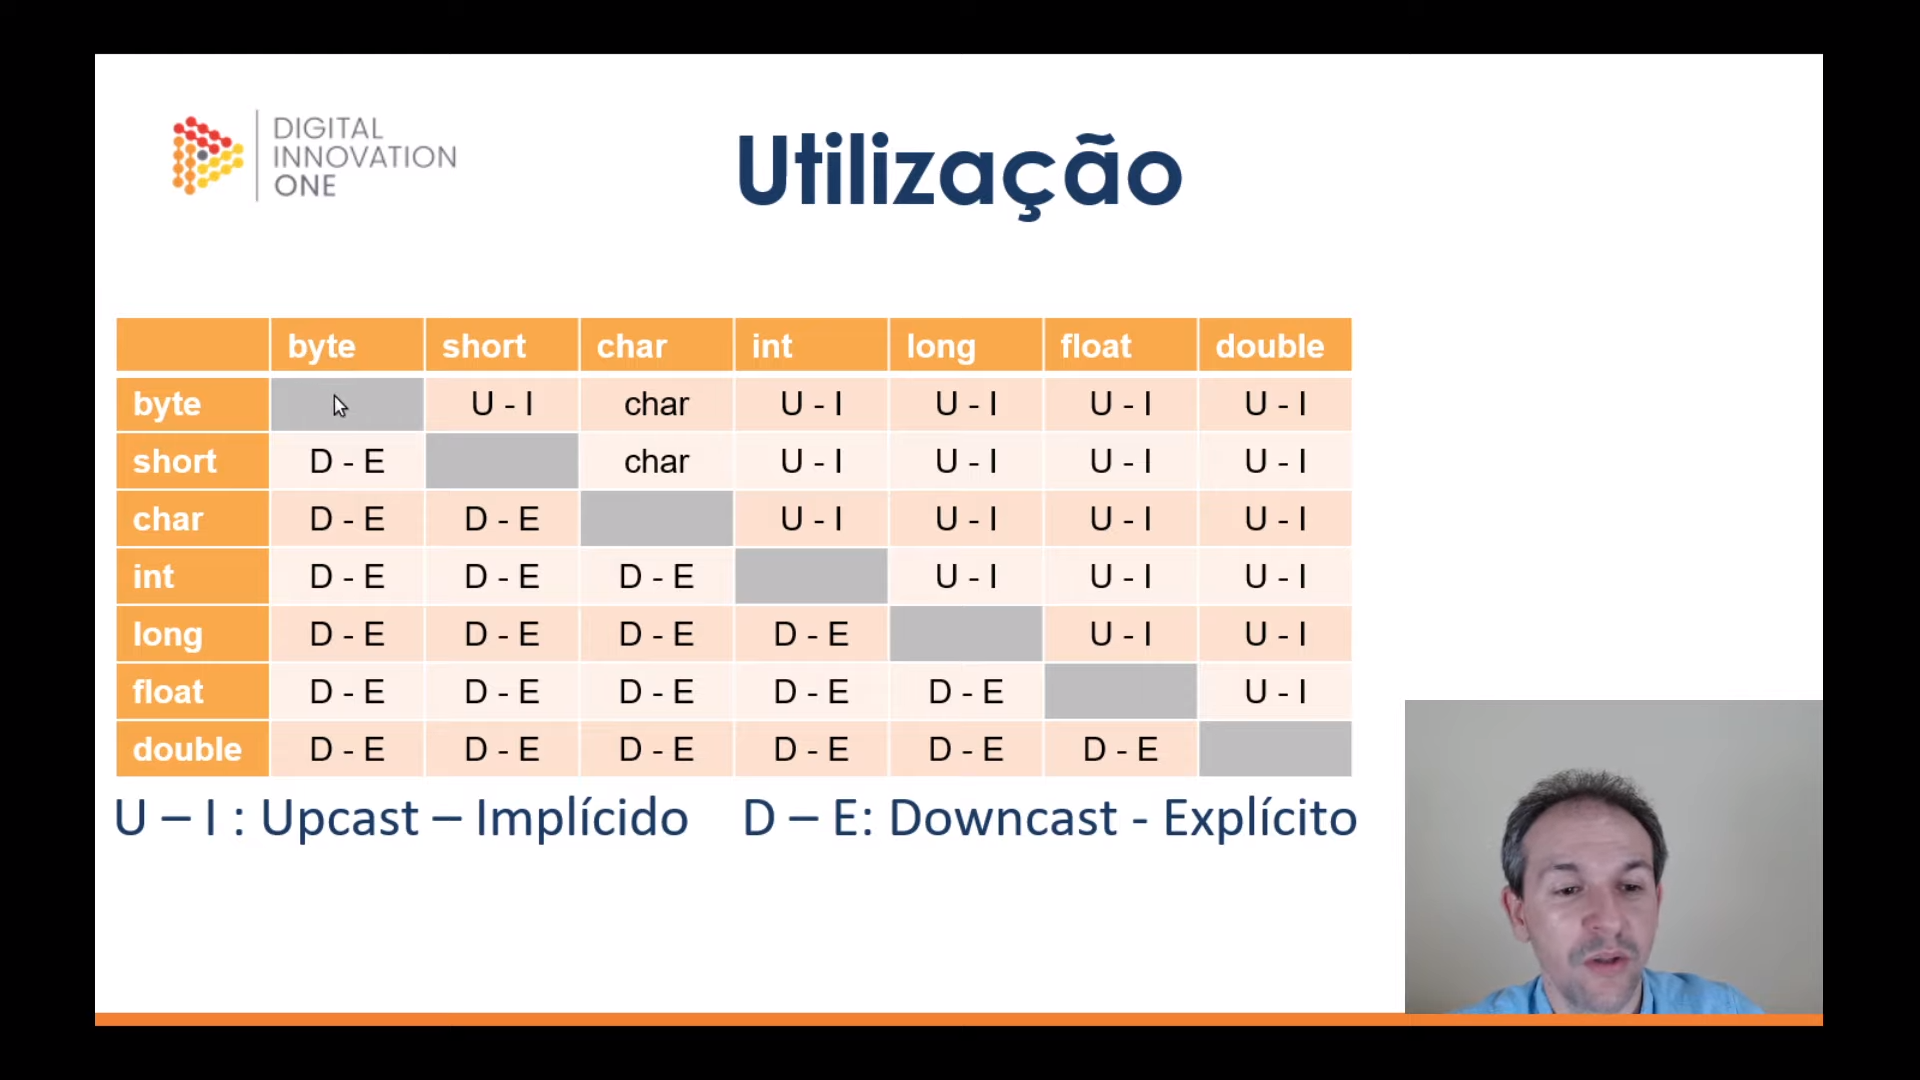 DIGITAL
INNOVATION
ONE
Utilização
byte short char int long float double
byte U - I char U - I U - I U - I U - I
short D - E char U - I U - I U - I U - I
char D - E D - E U - I U - I U - I U - I
int D - E D - E D - E U - I U - I U - I
long D - E D - E D - E D - E U - I U - I
float D - E D - E D - E D - E D - E U - I
double D - E D - E D - E D - E D - E D - E
U – I : Upcast – Implícido D – E: Downcast - Explícito